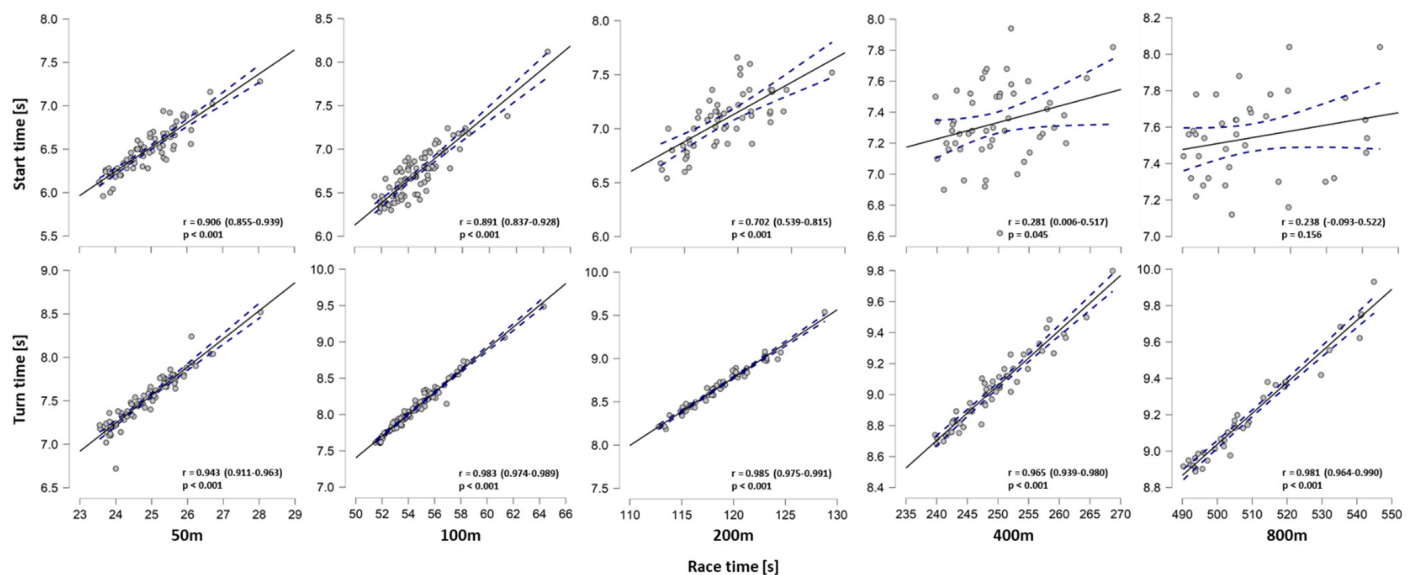 Start time [s]
8.0
7.5
7.0
6.5
6.0
5.5
r = 0.906 (0.855-0.939)
p < 0.001
8.5
8.0
7.5
7.0
6.5
6.0
r = 0.891 (0.837-0.928)
p < 0.001
8.0
7.5
7.0
6.5
6.0
r = 0.702 (0.539-0.815)
p < 0.001
8.0
7.8
7.6
7.4
7.2
7.0
6.8
6.6
r = 0.281 (0.006-0.517)
p = 0.045
8.2
8.0
7.8
7.6
7.4
7.2
7.0
r = 0.238 (-0.093-0.522)
p = 0.156
Turn time [s]
9.0
8.5
8.0
7.5
7.0
6.5
r = 0.943 (0.911-0.963)
p < 0.001
23 24 25 26 27 28 29
50m
10.0
9.5
9.0
8.5
8.0
7.5
7.0
r = 0.983 (0.974-0.989)
p < 0.001
50 52 54 56 58 60 62 64 66
100m
10.0
9.5
9.0
8.5
8.0
7.5
r = 0.985 (0.975-0.991)
p < 0.001
110 115 120 125 130
200m
9.8
9.6
9.4
9.2
9.0
8.8
8.6
8.4
r = 0.965 (0.939-0.980)
p < 0.001
235 240 245 250 255 260 265 270
400m
10.0
9.8
9.6
9.4
9.2
9.0
8.8
r = 0.981 (0.964-0.990)
p < 0.001
490 500 510 520 530 540 550
800m
Race time [s]